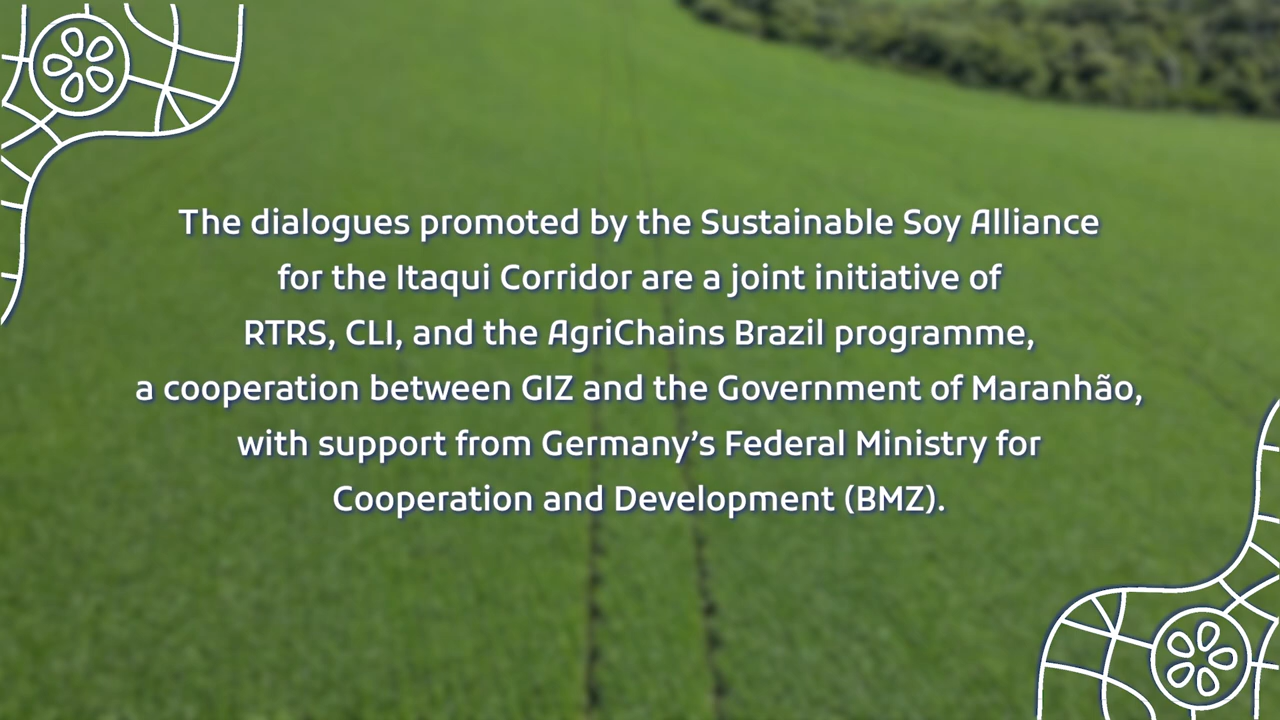 The dialogues promoted by the Sustainable Soy Alliance
for the Itaqui Corridor are a joint initiative of
RTRS, CLI, and the AgriChains Brazil programme,
a cooperation between GIZ and the Government of Maranhão,
with support from Germany’s Federal Ministry for
Cooperation and Development (BMZ).